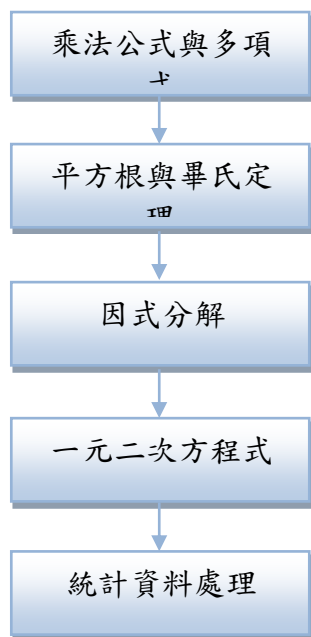 乘法公式與多項
平方根與畢氏定
因式分解
一元二次方程式
統計資料處理